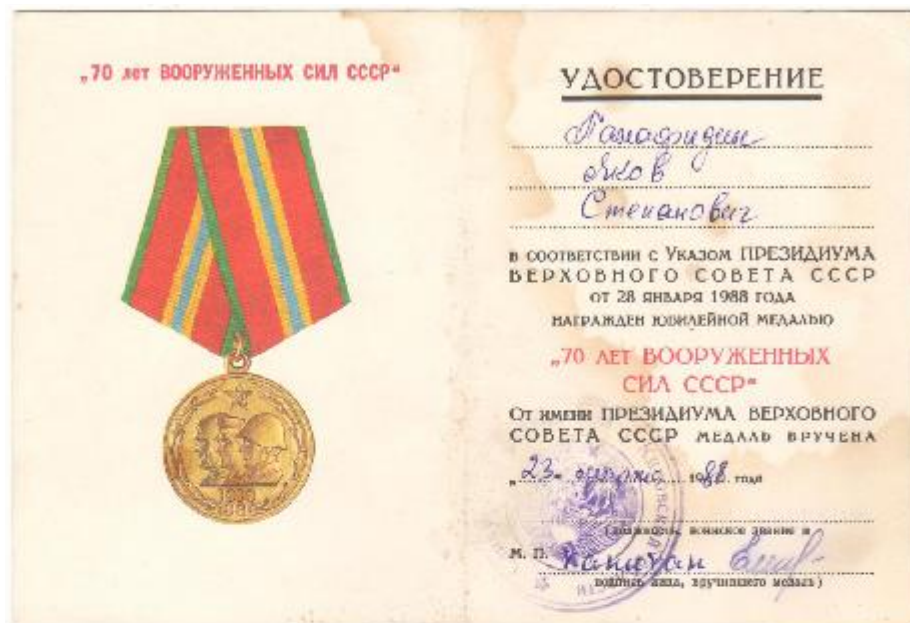 „70 лет ВООРУЖЕННЫХ СИЛ СССР“
УДОСТОВЕРЕНИЕ
Панафидин
Яков
Степанович
в соответствии с Указом ПРЕЗИДИУМА
ВЕРХОВНОГО СОВЕТА СССР
от 28 января 1988 года
награжден юбилейной медалью
„70 лет ВООРУЖЕННЫХ
СИЛ СССР“
От имени ПРЕЗИДИУМА ВЕРХОВНОГО
СОВЕТА СССР медаль вручена
„23“ 1988 года
(должность, воинское звание и
М. П. Капитан
подпись лица, вручившего медаль)